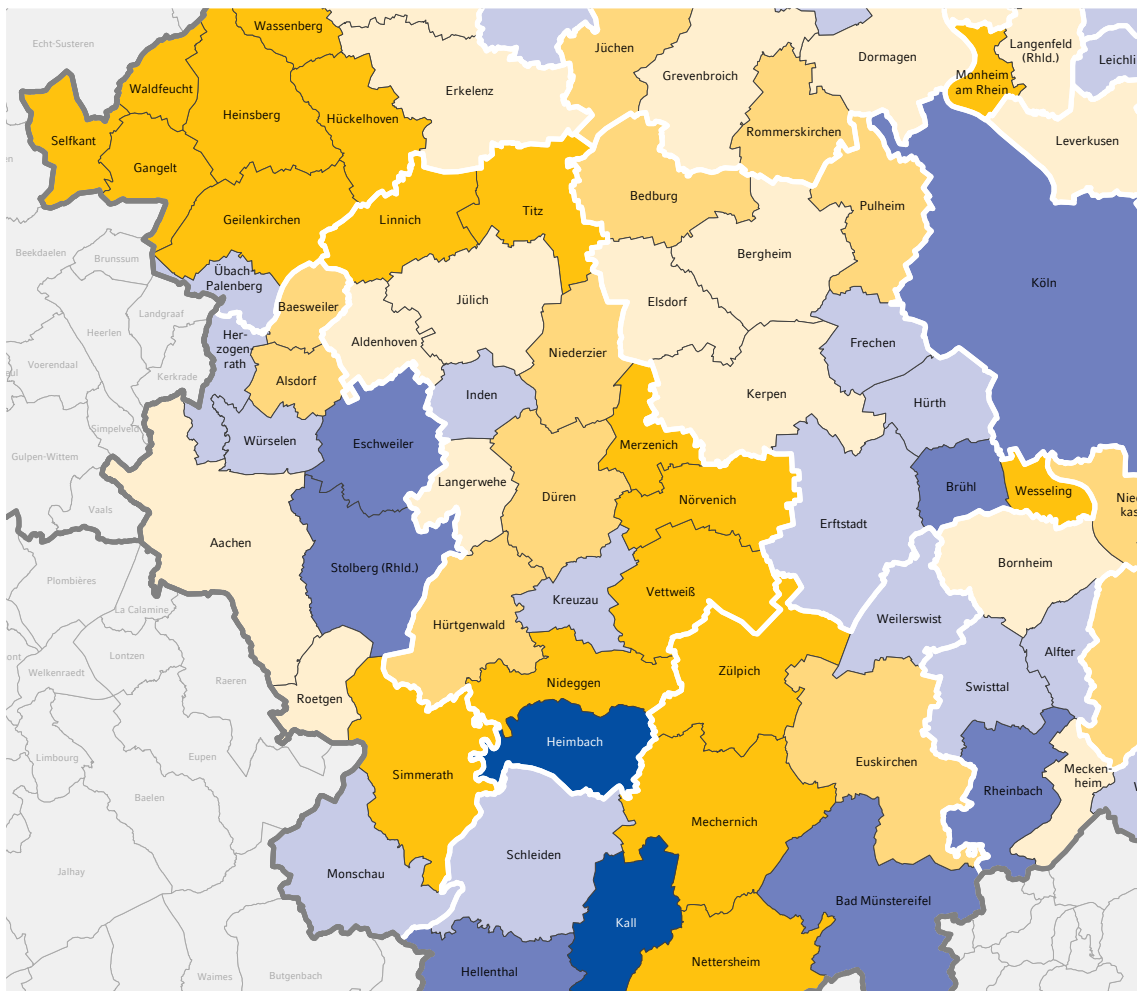 Echt-Susteren
Wassenberg
Jüchen
Dormagen
Langenfeld
(Rhld.)
Leichli
Waldfeucht
Heinsberg
Hückelhoven
Erkelenz
Grevenbroich
Monheim
am Rhein
Selfkant
Gangelt
Rommerskirchen
Leverkusen
Geilenkirchen
Linnich
Titz
Bedburg
Pulheim
Beekdaelen
Brunssum
Übach-
Palenberg
Bergheim
Köln
Landgraaf
Baesweiler
Jülich
Elsdorf
Heerlen
Her-
zogen-
rath
Aldenhoven
Niederzier
Frechen
Voerendaal
Kerkrade
Alsdorf
Inden
Kerpen
Hürth
Simpelveld
Würselen
Eschweiler
Merzenich
Gulpen-Wittem
Langerwehe
Düren
Nörvenich
Brühl
Wesseling
Nied
kas
Vaals
Aachen
Erftstadt
Plombières
Stolberg (Rhld.)
Bornheim
La Calamine
Kreuzau
Vettweiß
Hürtgenwald
Weilerswist
Lontzen
Alfter
Welkenraedt
Raeren
Roetgen
Nideggen
Zülpich
Swisttal
Limbourg
Eupen
Heimbach
Simmerath
Euskirchen
Mecken-
heim
Rheinbach
Baelen
Mechernich
Schleiden
Jalhay
Monschau
Bad Münstereifel
Kall
Waimes
Butgenbach
Hellenthal
Nettersheim